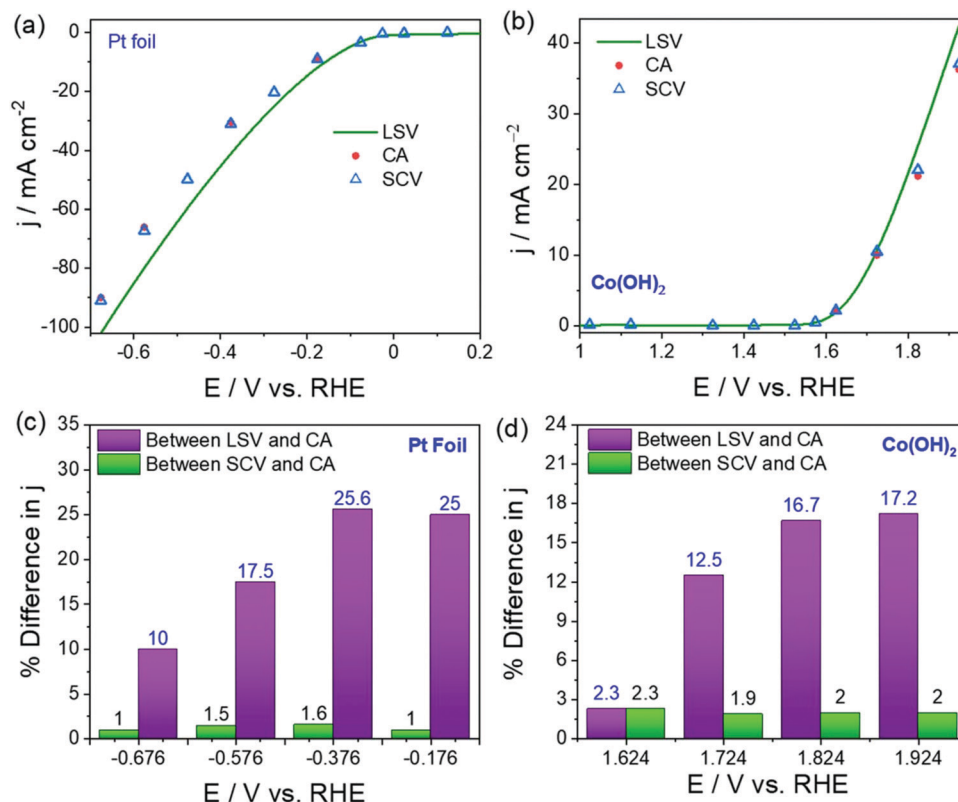 (a)
Pt foil
0
-20
-40
-60
-80
-100
j / mA cm⁻²
LSV
CA
SCV
-0.6 -0.4 -0.2 0 0.2
E / V vs. RHE
(b)
40
30
20
10
0
j / mA cm⁻²
LSV
CA
SCV
Co(OH)₂
1 1.2 1.4 1.6 1.8
E / V vs. RHE
(c)
35
30
25
20
15
10
5
0
% Difference in j
Between LSV and CA
Between SCV and CA
Pt Foil
10 17.5 25.6 25
1 1.5 1.6 1
-0.676 -0.576 -0.376 -0.176
E / V vs. RHE
(d)
24
21
18
15
12
9
6
3
0
% Difference in j
Between LSV and CA
Between SCV and CA
Co(OH)₂
2.3 12.5 16.7 17.2
2.3 1.9 2 2
1.624 1.724 1.824 1.924
E / V vs. RHE